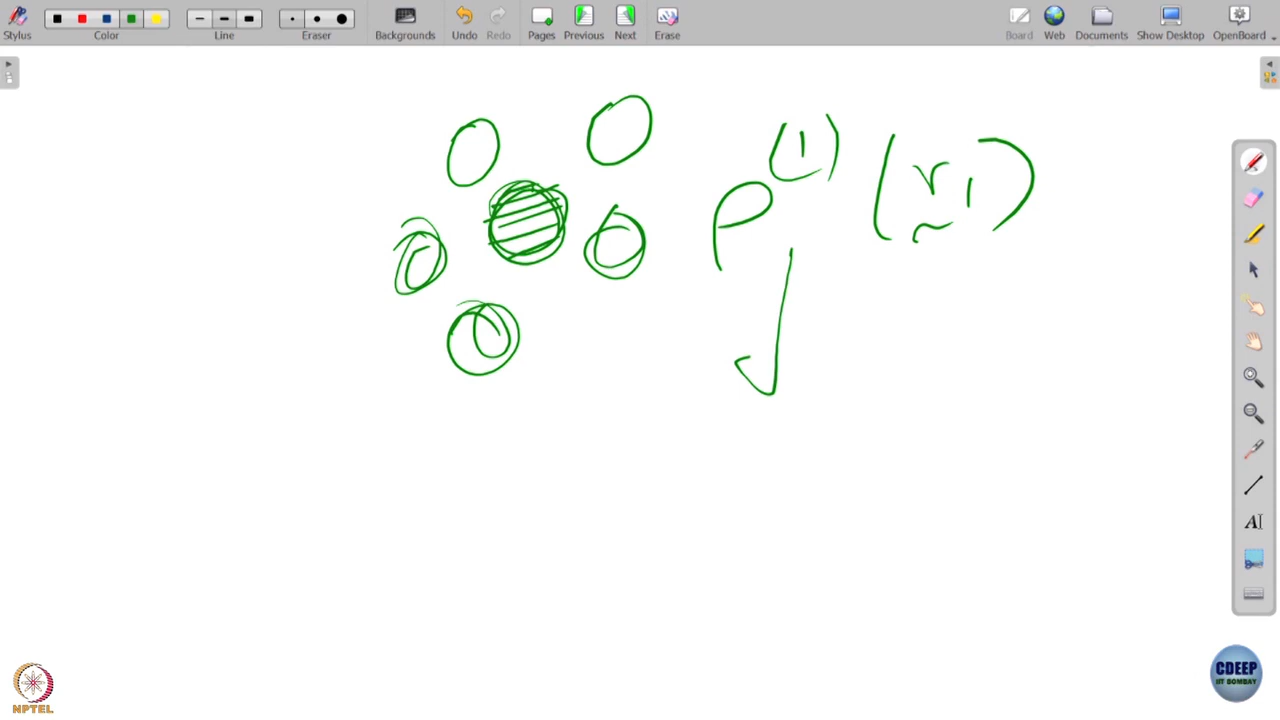 Stylus Color Line Eraser Backgrounds Undo Redo Pages Previous Next Erase Board Web Documents Show Desktop OpenBoard
ρ^(1) (r̰_1)
A
CDEEP
IIT BOMBAY
NPTEL